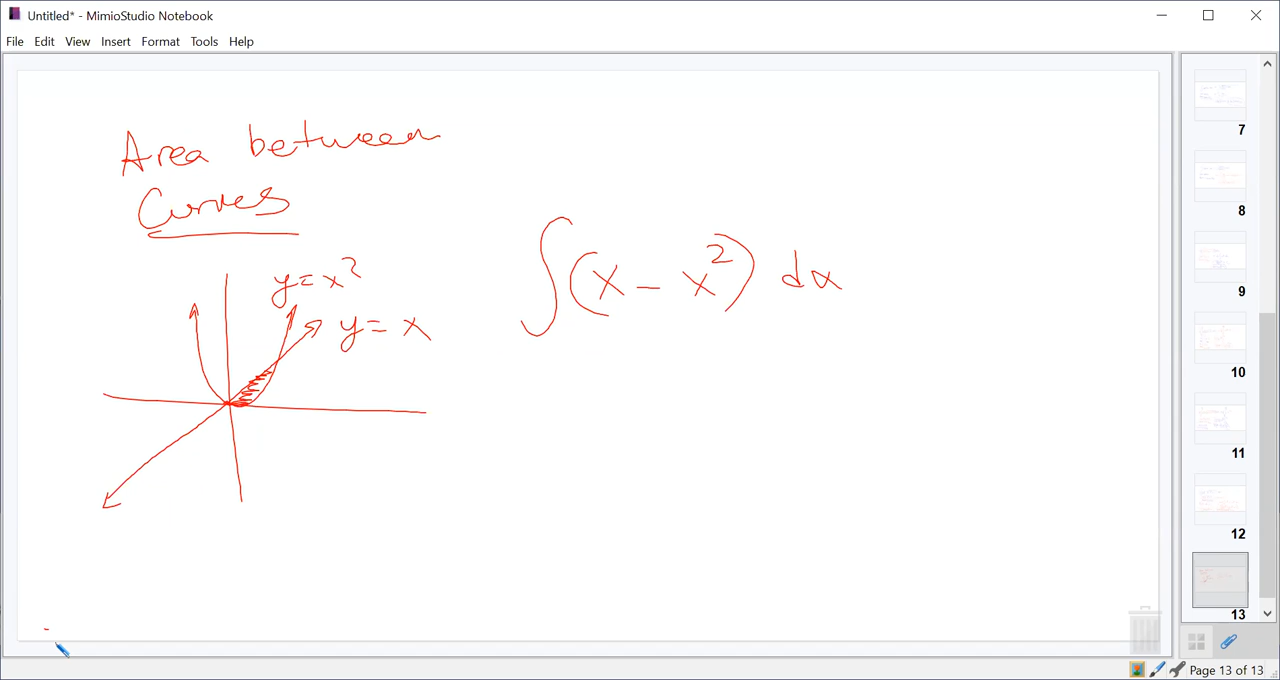 Untitled* - MimioStudio Notebook
File Edit View Insert Format Tools Help
Area between
Curves
y = x²
y = x
∫(x - x²) dx
7
8
9
10
11
12
13
Page 13 of 13